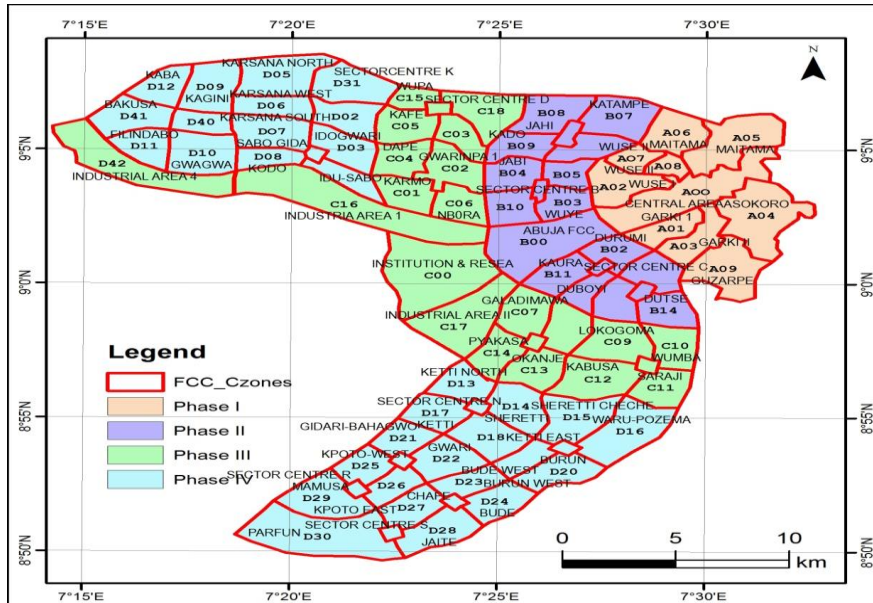 7°15'E 7°20'E 7°25'E 7°30'E
N
KARSANA NORTH
D05
SECTORCENTRE K
D31
KABA
D12
D09
KAGINI
WUPA
C15
KARSANA WEST
D06
SECTOR CENTRE D
C18
BAKUSA
D41
D40
KARSANA SOUTH
D02
KAFE
C05
B08
JAHI
KATAMPE
B07
FILINDABO
D11
D07
IDOGWARI
D03
C03
KADO
B09
A06
MAITAMA
A05
MAITAMA
9°5'N 9°5'N
D10
GWAGWA
SABO GIDA
D08
KODO
DAPE
CO4
GWARINPA 1
C02
JABI
B04
B05
WUSE II
AO7
WUSEII
A08
D42
INDUSTRIAL AREA 4
IDU-SABO
KARMO
C01
SECTOR CENTRE B
B03
WUYE
A02
WUSE
AOO
CENTRAL AREA
ASOKORO
A04
C16
INDUSTRIA AREA 1
C06
NB0RA
B10
GARKI 1
A01
ABUJA FCC
B00
DURUMI
B02
A03
GARKI II
INSTITUTION & RESEA
C00
KAURA
B11
SECTOR CENTRE C
A09
GUZARPE
9°0'N 9°0'N
DUBOYI
DUTSE
B14
GALADIMAWA
C07
INDUSTRIAL AREA II
C17
LOKOGOMA
C09
C10
WUMBA
PYAKASA
C14
OKANJE
C13
KABUSA
C12
SARAJI
C11
Legend
FCC_Czones
Phase I
Phase II
Phase III
Phase IV
KETTI NORTH
D13
8°55'N 8°55'N
SECTOR CENTRE N
D17
D14
SHERETTI
SHERETTI CHECHE
D15
WARU-POZEMA
D16
GIDARI-BAHAGWO
D21
KETTI
D18
KETTI EAST
KPOTO-WEST
D25
GWARI
D22
BURUN
D20
SECTOR CENTRE R
MAMUSA
D29
D26
BUDE WEST
D23
BURUN WEST
KPOTO EAST
CHAPE
D27
D24
BUDE
PARFUN
D30
SECTOR CENTRE S
D28
JAITE
8°50'N 8°50'N
0 5 10
km
7°15'E 7°20'E 7°25'E 7°30'E